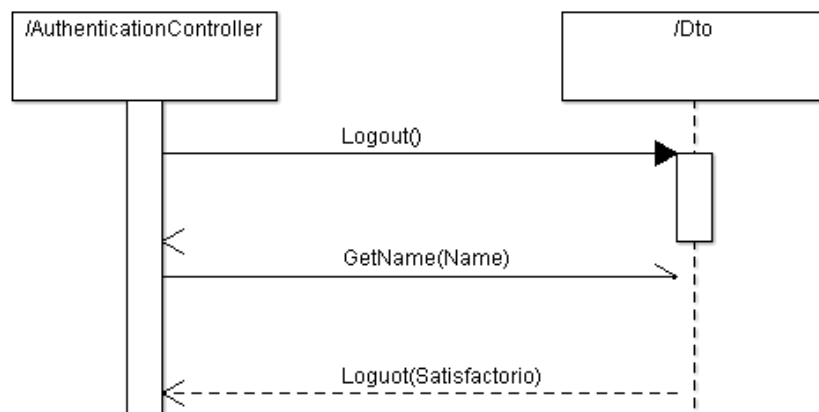 /AuthenticationController
/Dto
Logout()
GetName(Name)
Loguot(Satisfactorio)